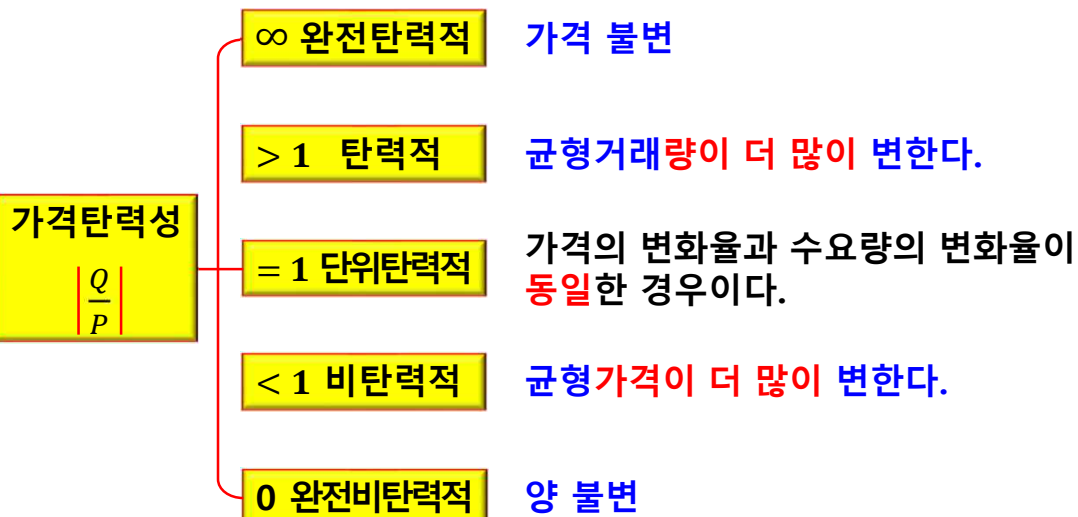 ∞ 완전탄력적 가격 불변
> 1 탄력적 균형거래량이 더 많이 변한다.
가격탄력성
|Q/P|
= 1 단위탄력적 가격의 변화율과 수요량의 변화율이
동일한 경우이다.
< 1 비탄력적 균형가격이 더 많이 변한다.
0 완전비탄력적 양 불변